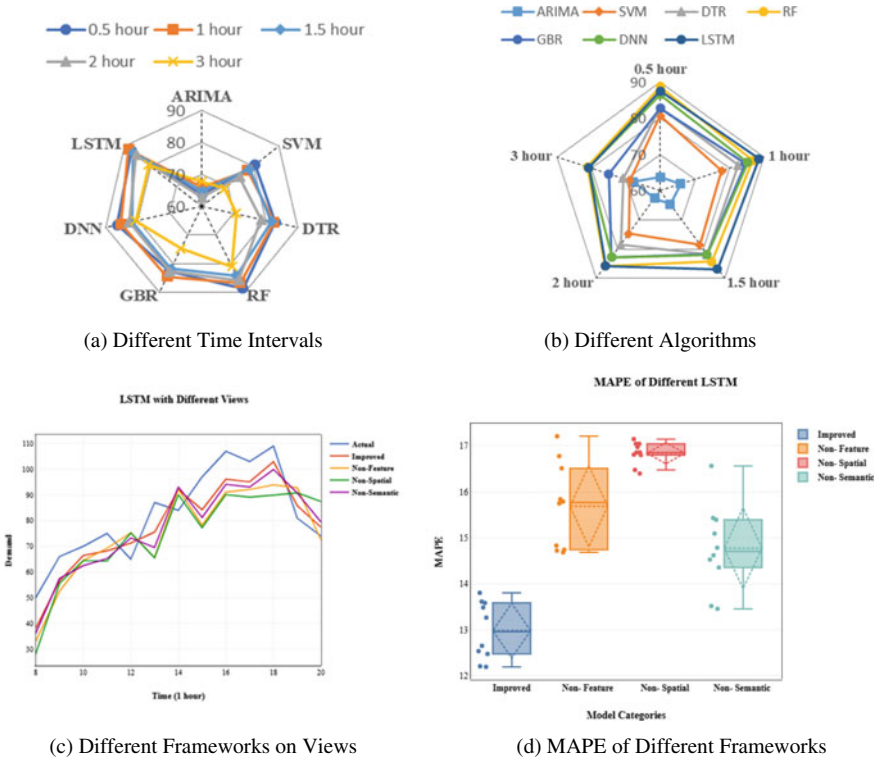 0.5 hour 1 hour 1.5 hour
2 hour 3 hour
ARIMA
SVM
DTR
RF
GBR
DNN
LSTM
90
80
70
60
(a) Different Time Intervals
ARIMA SVM DTR RF
GBR DNN LSTM
0.5 hour
1 hour
1.5 hour
2 hour
3 hour
90
80
70
60
(b) Different Algorithms
LSTM with Different Views
Actual
Improved
Non-Feature
Non-Spatial
Non-Semantic
110
100
90
80
70
60
50
40
30
Demand
8 10 12 14 16 18 20
Time (1 hour)
(c) Different Frameworks on Views
MAPE of Different LSTM
Improved
Non- Feature
Non- Spatial
Non- Semantic
17
16
15
14
13
12
MAPE
Improved Non- Feature Non- Spatial Non- Semantic
Model Categories
(d) MAPE of Different Frameworks